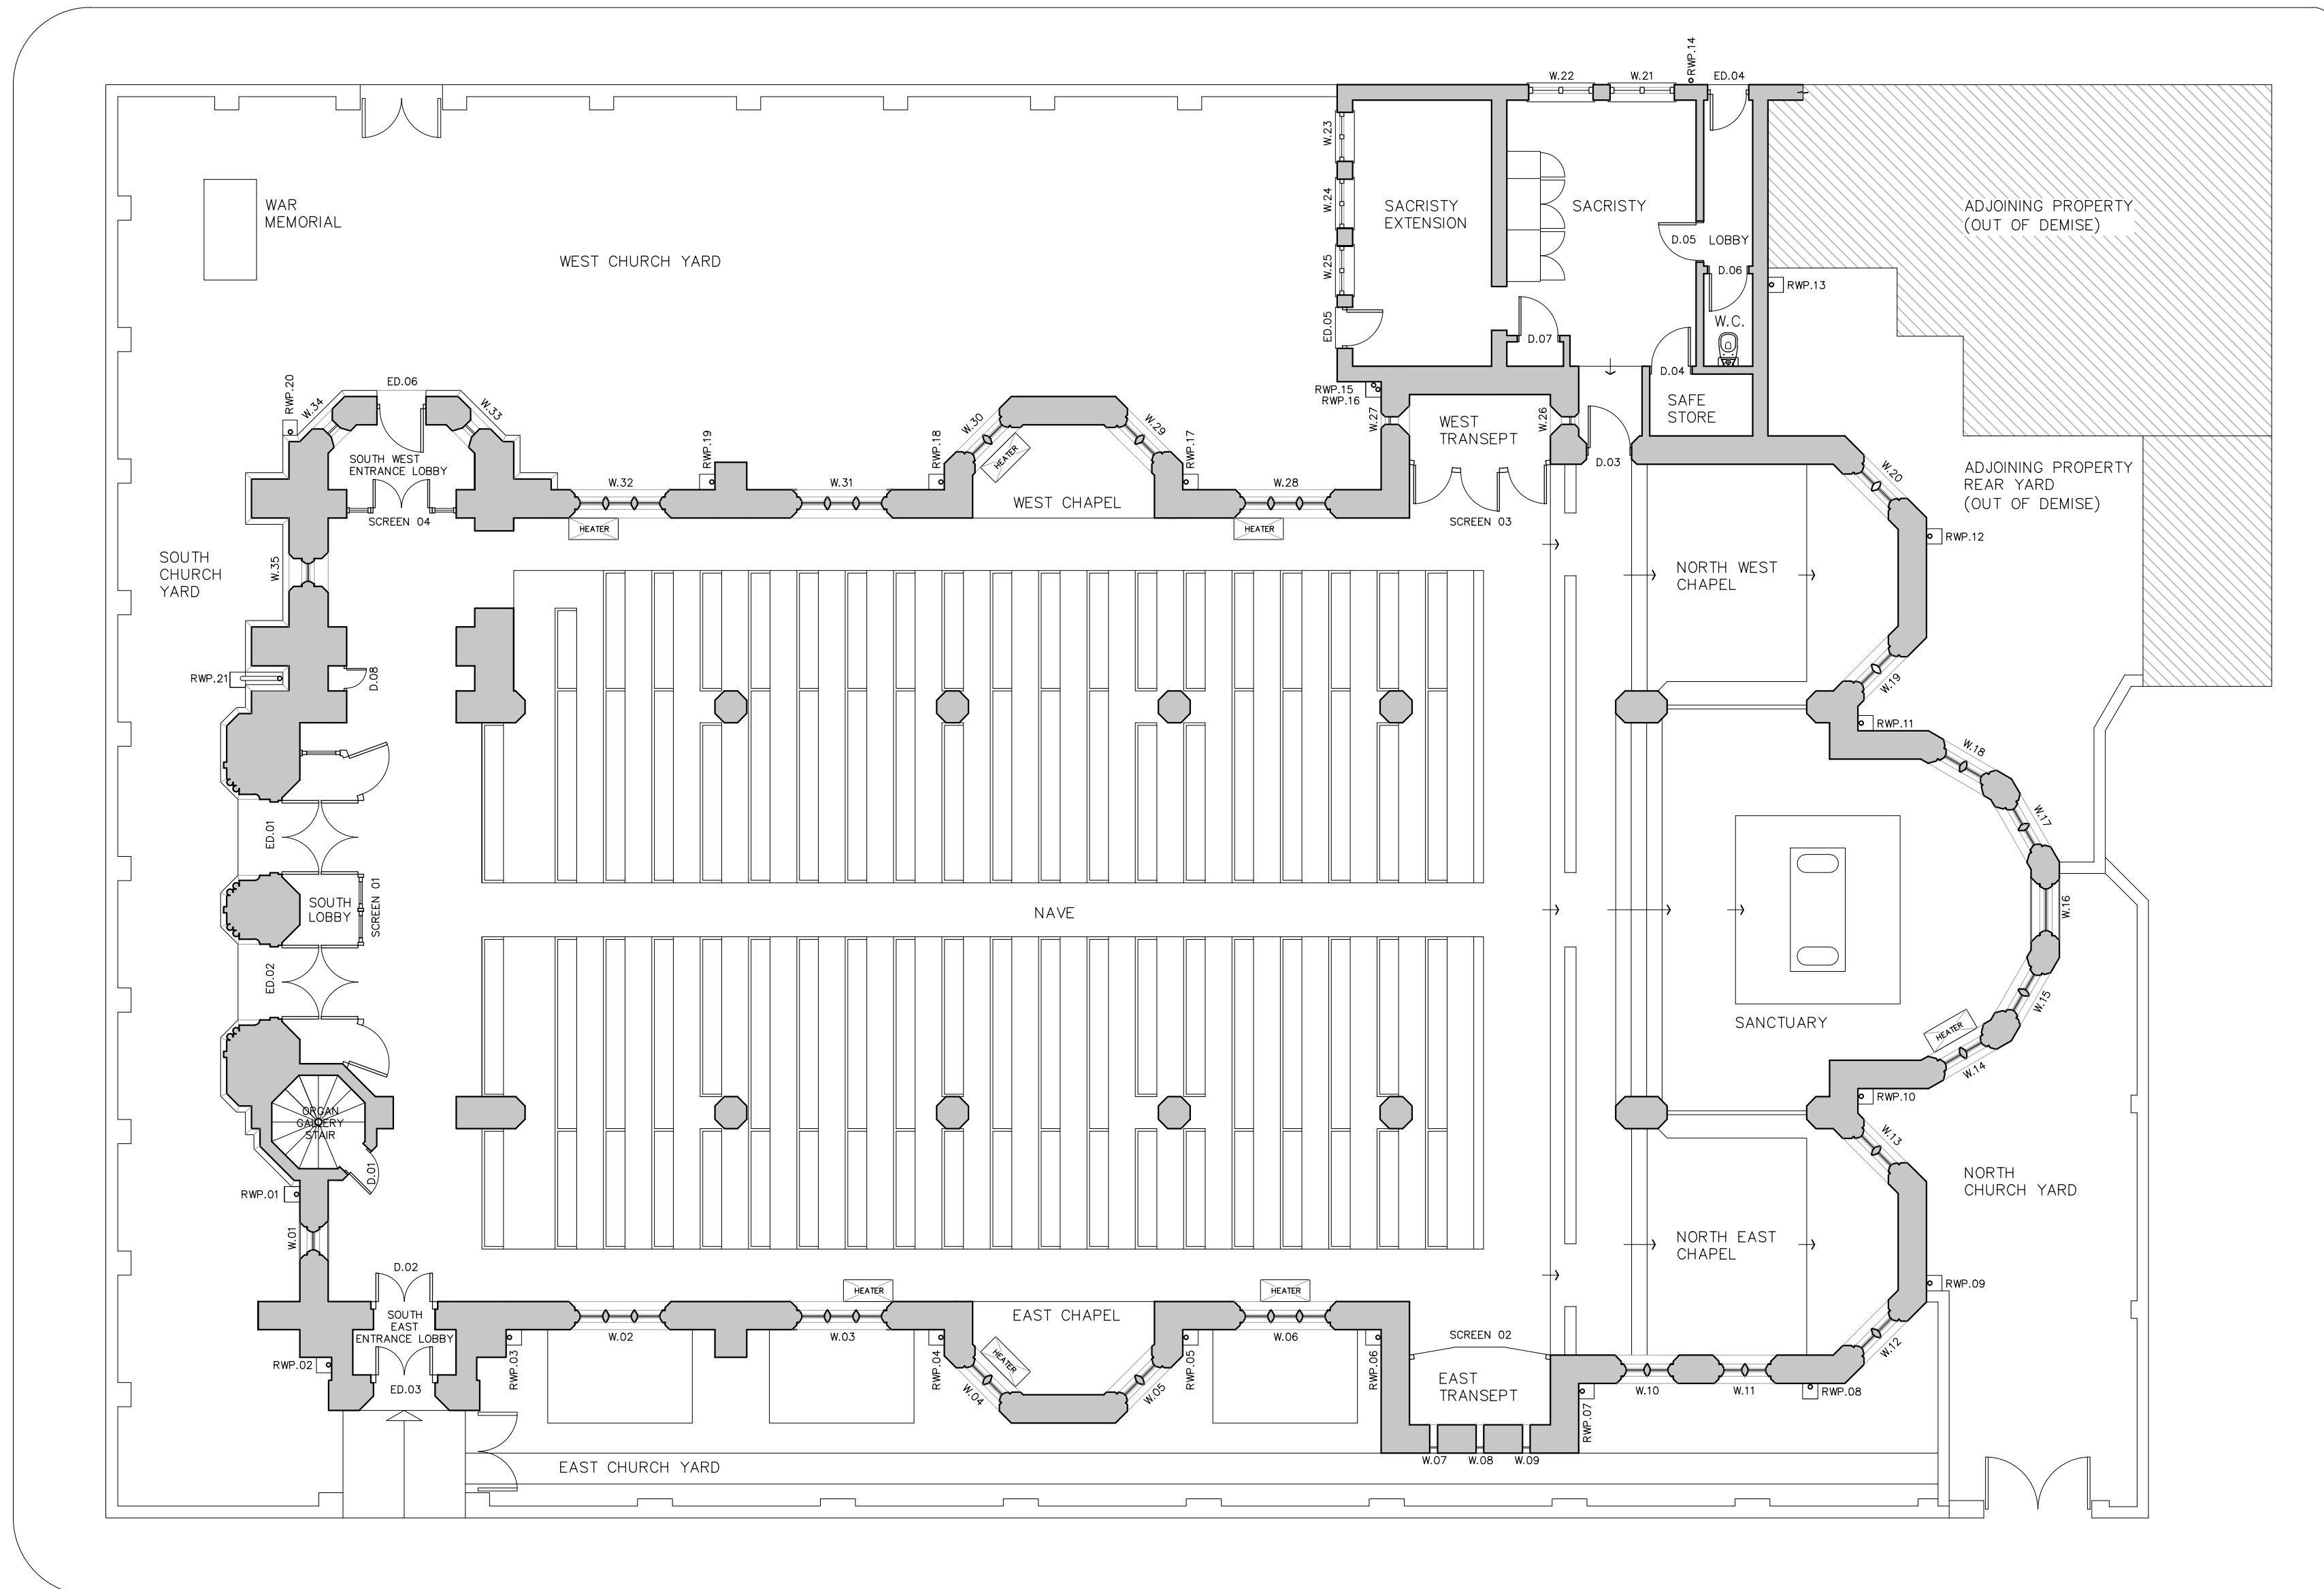 RWP.14
W.22
W.21
ED.04
W.23
W.24
W.25
ED.05
WAR
MEMORIAL
WEST CHURCH YARD
SACRISTY
EXTENSION
SACRISTY
D.05
LOBBY
D.06
W.C.
D.07
D.04
RWP.13
ADJOINING PROPERTY
(OUT OF DEMISE)
RWP.15
RWP.16
SAFE
STORE
RWP.20
W.34
ED.06
W.33
SOUTH WEST
ENTRANCE LOBBY
SCREEN 04
W.32
HEATER
RWP.19
W.31
RWP.18
W.30
HEATER
W.29
RWP.17
WEST CHAPEL
W.28
HEATER
W.27
WEST
TRANSEPT
W.26
D.03
SCREEN 03
W.20
ADJOINING PROPERTY
REAR YARD
(OUT OF DEMISE)
RWP.12
SOUTH
CHURCH
YARD
W.35
NORTH WEST
CHAPEL
RWP.21
D.08
W.19
RWP.11
W.18
W.17
ED.01
SOUTH
LOBBY
SCREEN 01
NAVE
W.16
ED.02
W.15
SANCTUARY
HEATER
W.14
RWP.10
ORGAN
GALLERY
STAIR
D.01
W.13
RWP.01
NORTH
CHURCH YARD
W.01
NORTH EAST
CHAPEL
D.02
RWP.09
SOUTH
EAST
ENTRANCE LOBBY
HEATER
HEATER
EAST CHAPEL
W.02
W.03
W.06
SCREEN 02
RWP.02
RWP.03
RWP.04
W.04
HEATER
W.05
RWP.05
RWP.06
EAST
TRANSEPT
W.12
ED.03
RWP.07
W.10
W.11
RWP.08
EAST CHURCH YARD
W.07
W.08
W.09